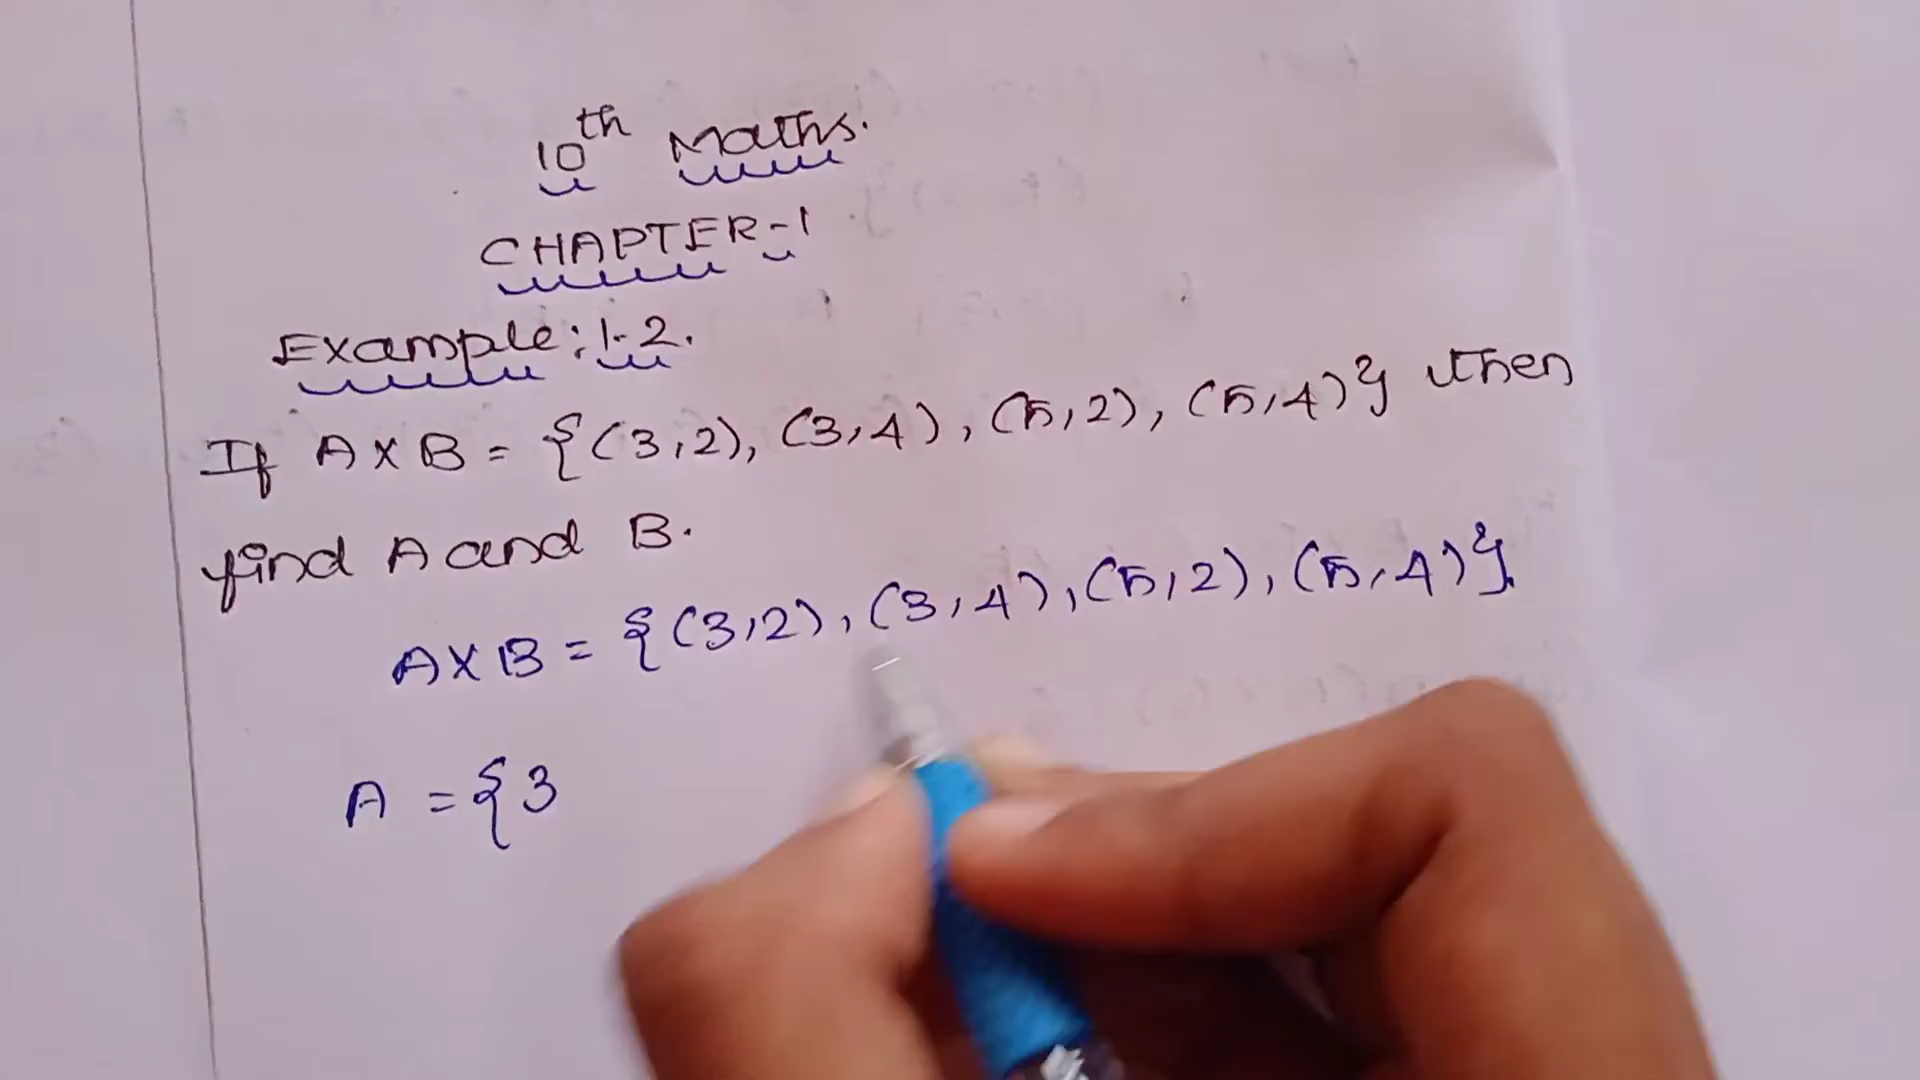 10th Maths.
CHAPTER-1
Example: 1.2.
If A×B = {(3,2), (3,4), (5,2), (5,4)} then
find A and B.
A×B = {(3,2), (3,4), (5,2), (5,4)}.
A = {3